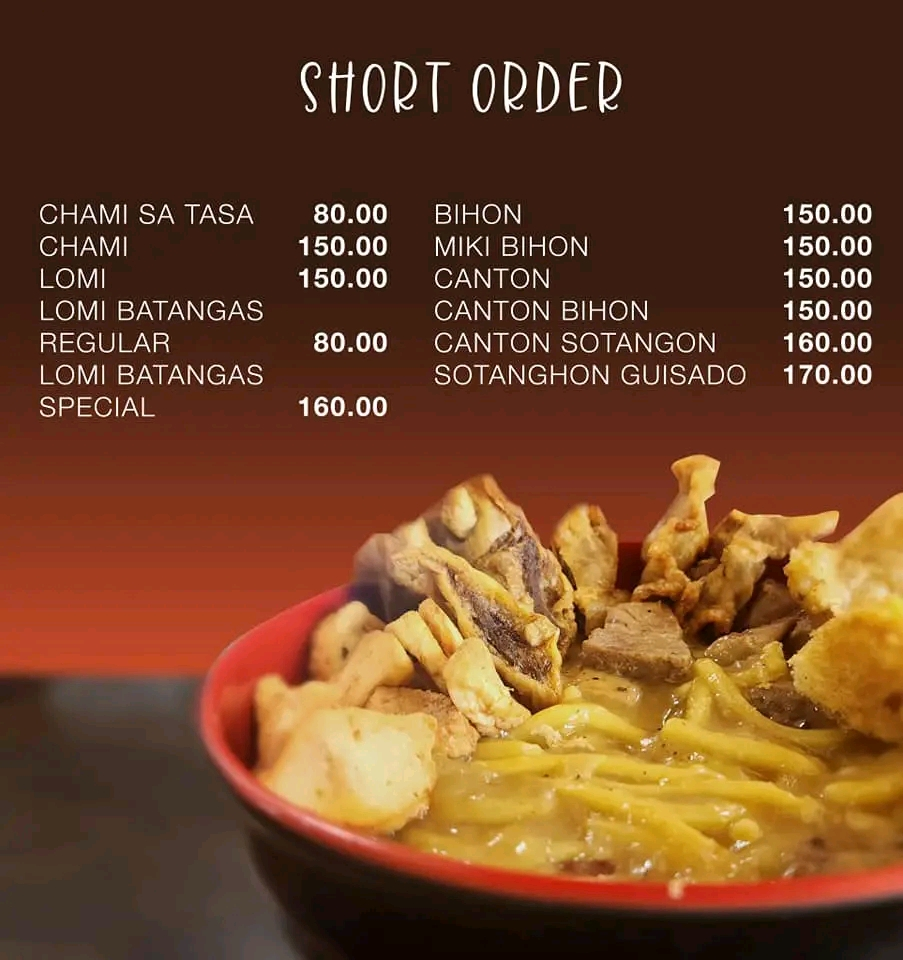 SHORT ORDER
CHAMI SA TASA 80.00
CHAMI 150.00
LOMI 150.00
LOMI BATANGAS
REGULAR 80.00
LOMI BATANGAS
SPECIAL 160.00
BIHON 150.00
MIKI BIHON 150.00
CANTON 150.00
CANTON BIHON 150.00
CANTON SOTANGON 160.00
SOTANGHON GUISADO 170.00